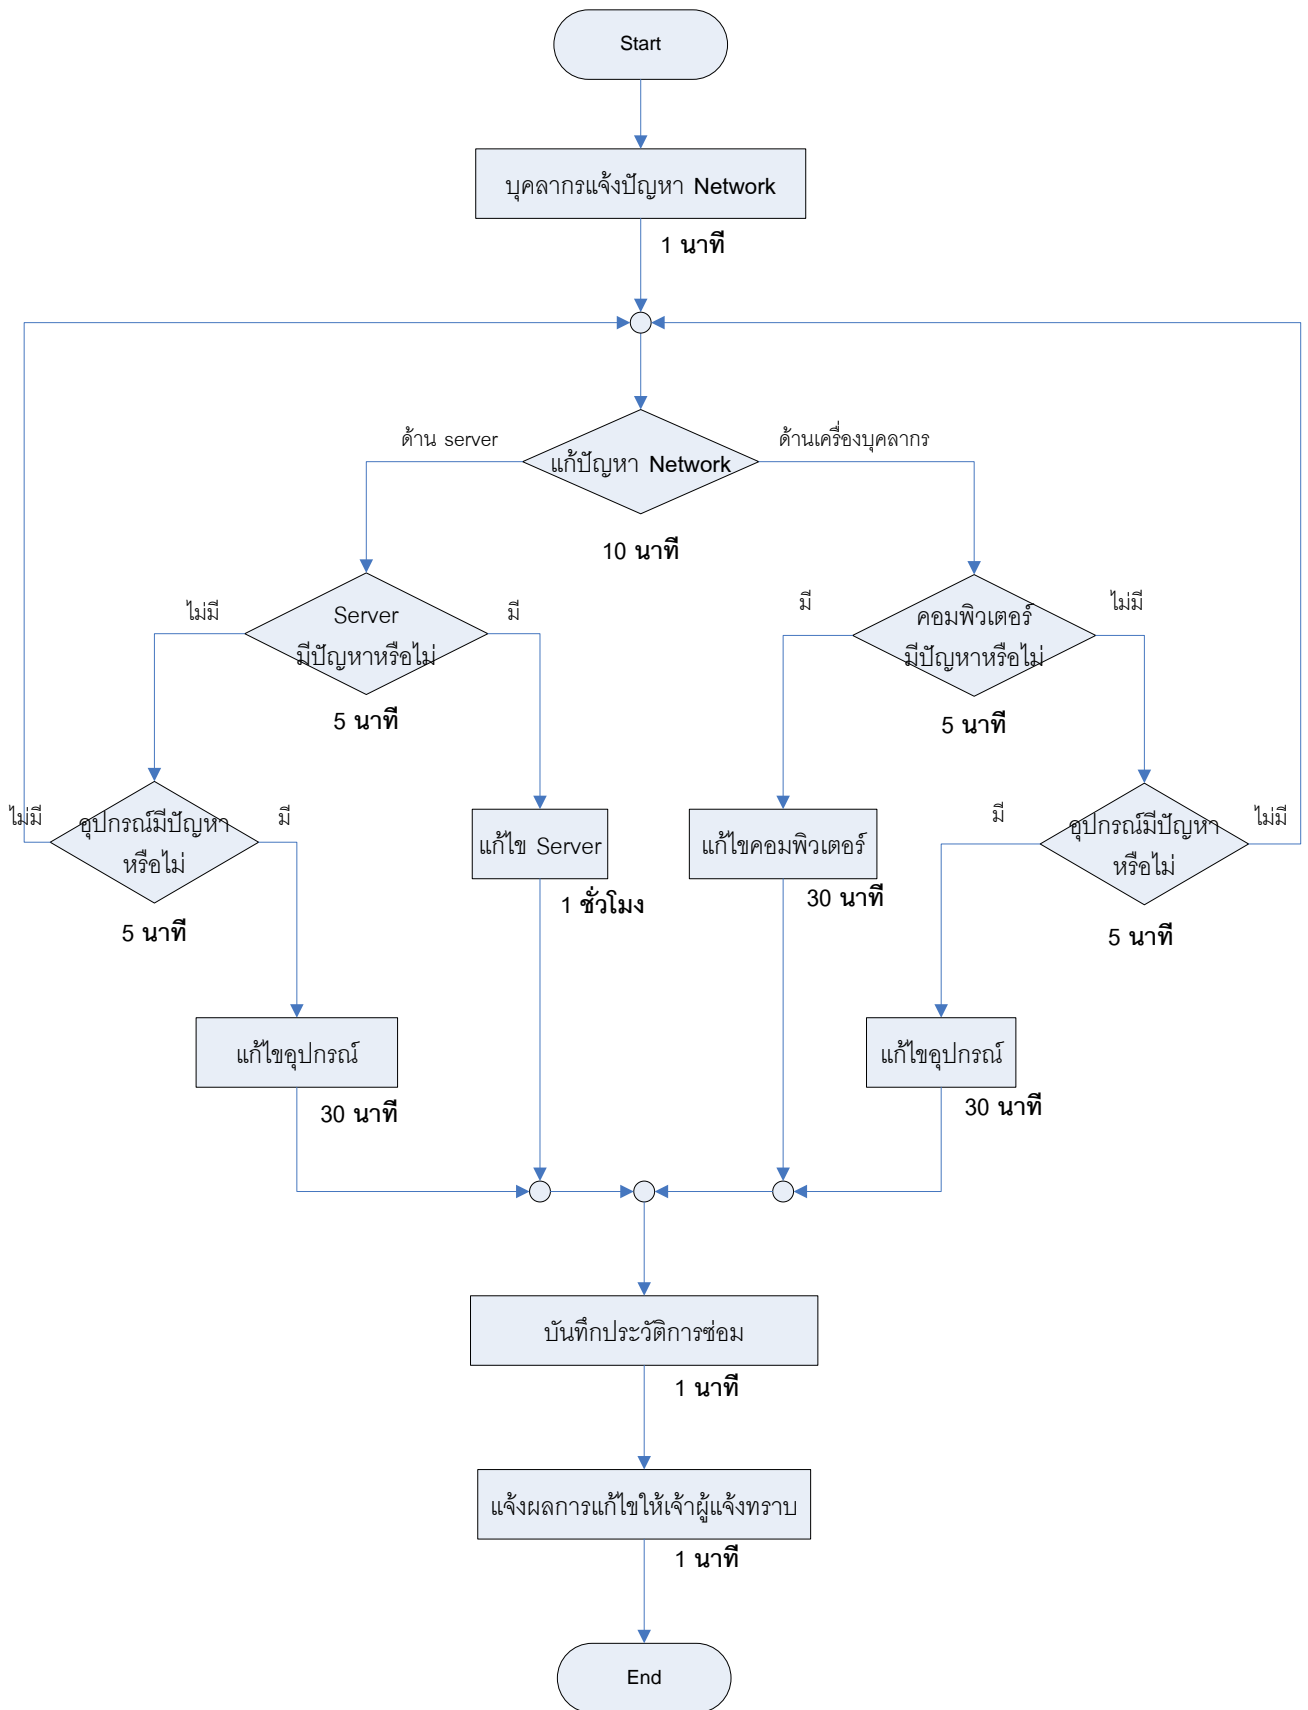 Start
บุคลากรแจ้งปัญหา Network
1 นาที
ด้าน server
ด้านเครื่องบุคลากร
แก้ปัญหา Network
10 นาที
ไม่มี
Server
มีปัญหาหรือไม่
มี
5 นาที
มี
คอมพิวเตอร์
มีปัญหาหรือไม่
ไม่มี
5 นาที
ไม่มี
อุปกรณ์มีปัญหา
หรือไม่
มี
5 นาที
แก้ไข Server
1 ชั่วโมง
แก้ไขคอมพิวเตอร์
30 นาที
มี
อุปกรณ์มีปัญหา
หรือไม่
ไม่มี
5 นาที
แก้ไขอุปกรณ์
30 นาที
แก้ไขอุปกรณ์
30 นาที
บันทึกประวัติการซ่อม
1 นาที
แจ้งผลการแก้ไขให้เจ้าผู้แจ้งทราบ
1 นาที
End